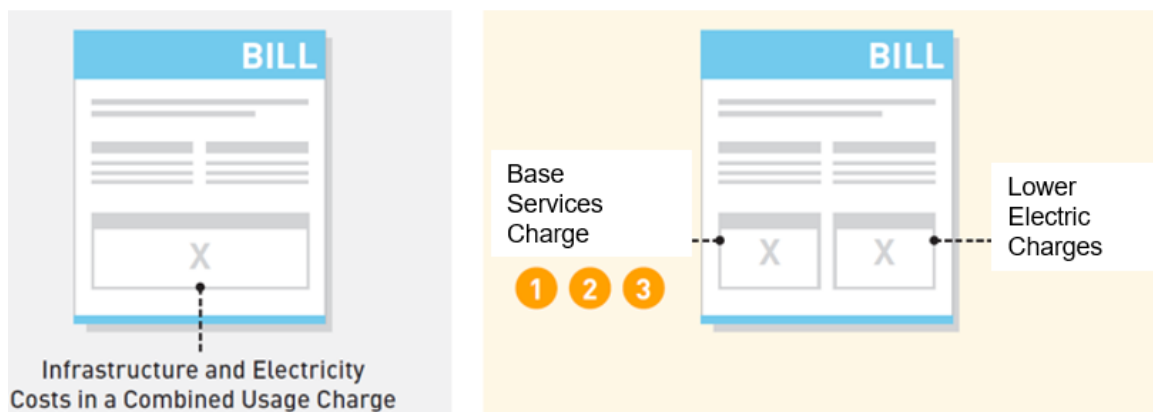 BILL
X
Infrastructure and Electricity
Costs in a Combined Usage Charge
BILL
Base
Services
Charge
1 2 3
X
X
Lower
Electric
Charges